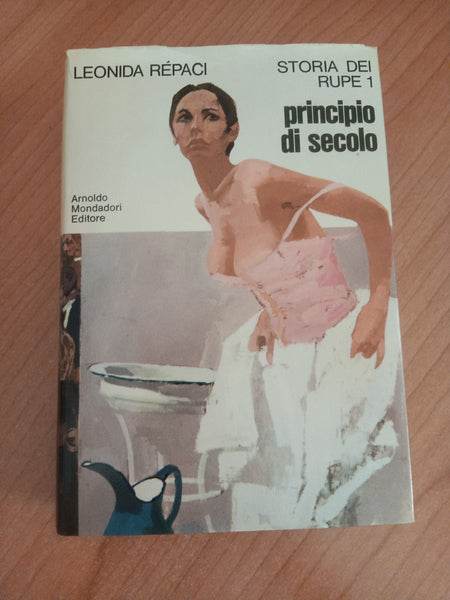 LEONIDA RÉPACI
STORIA DEI
RUPE 1
principio
di secolo
Arnoldo
Mondadori
Editore